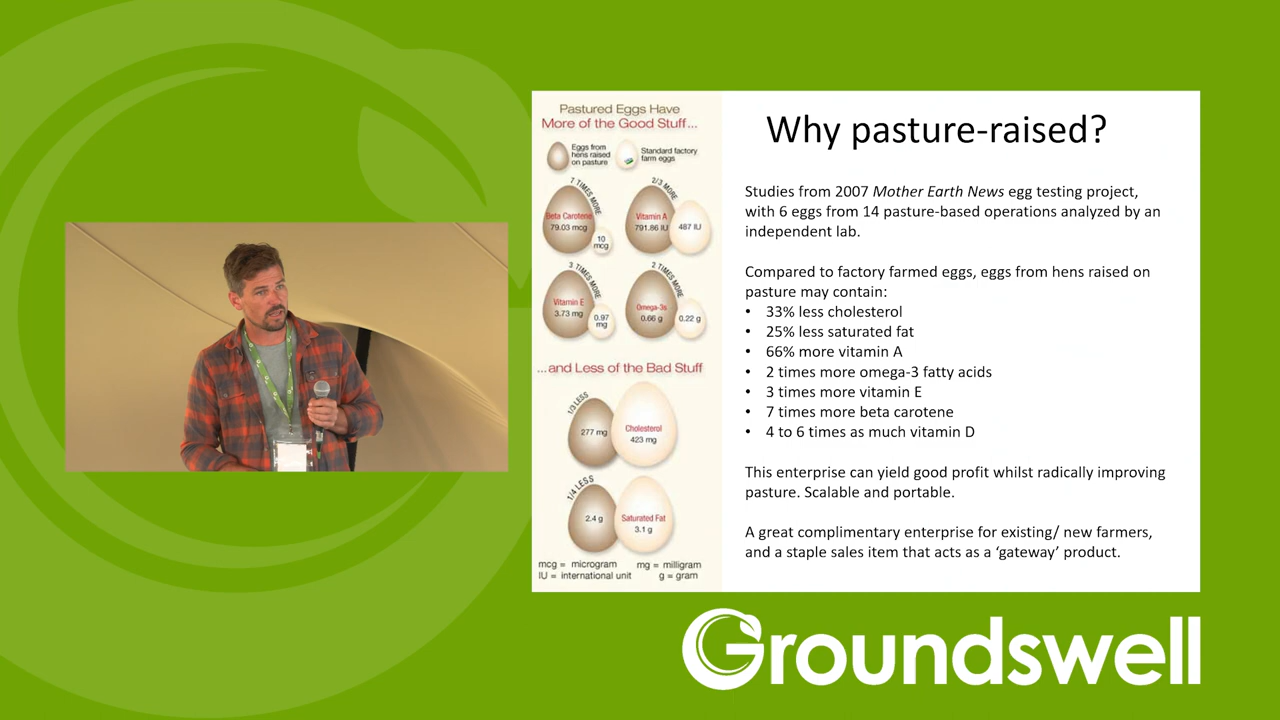 Pastured Eggs Have
More of the Good Stuff...
Eggs from
hens raised
on pasture
Standard factory
farm eggs
7 TIMES MORE
Beta Carotene
79.03 mcg
10
mcg
2/3 MORE
Vitamin A
791.86 IU
487 IU
3 TIMES MORE
Vitamin E
3.73 mg
0.97
mg
2 TIMES MORE
Omega-3s
0.66 g
0.22 g
...and Less of the Bad Stuff
1/3 LESS
277 mg
Cholesterol
423 mg
1/4 LESS
2.4 g
Saturated Fat
3.1 g
mcg = microgram
mg = milligram
IU = international unit
g = gram
Why pasture-raised?
Studies from 2007 Mother Earth News egg testing project,
with 6 eggs from 14 pasture-based operations analyzed by an
independent lab.
Compared to factory farmed eggs, eggs from hens raised on
pasture may contain:
• 33% less cholesterol
• 25% less saturated fat
• 66% more vitamin A
• 2 times more omega-3 fatty acids
• 3 times more vitamin E
• 7 times more beta carotene
• 4 to 6 times as much vitamin D
This enterprise can yield good profit whilst radically improving
pasture. Scalable and portable.
A great complimentary enterprise for existing/ new farmers,
and a staple sales item that acts as a ‘gateway’ product.
Groundswell